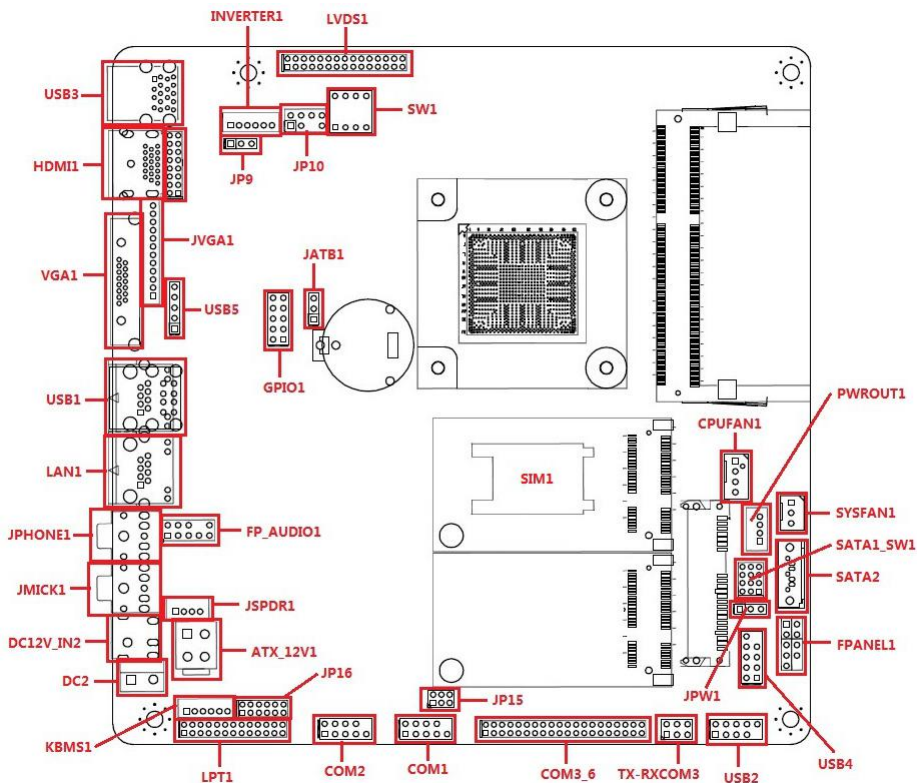 INVERTER1
LVDS1
USB3
SW1
HDMI1
JP9
JP10
JVGA1
VGA1
JATB1
USB5
GPIO1
USB1
PWROUT1
CPUFAN1
LAN1
SIM1
SYSFAN1
JPHONE1
FP_AUDIO1
SATA1_SW1
JMICK1
SATA2
JSPDR1
DC12V_IN2
ATX_12V1
FPANEL1
DC2
JP16
JP15
JPW1
KBMS1
USB4
LPT1
COM2
COM1
COM3_6
TX-RXCOM3
USB2